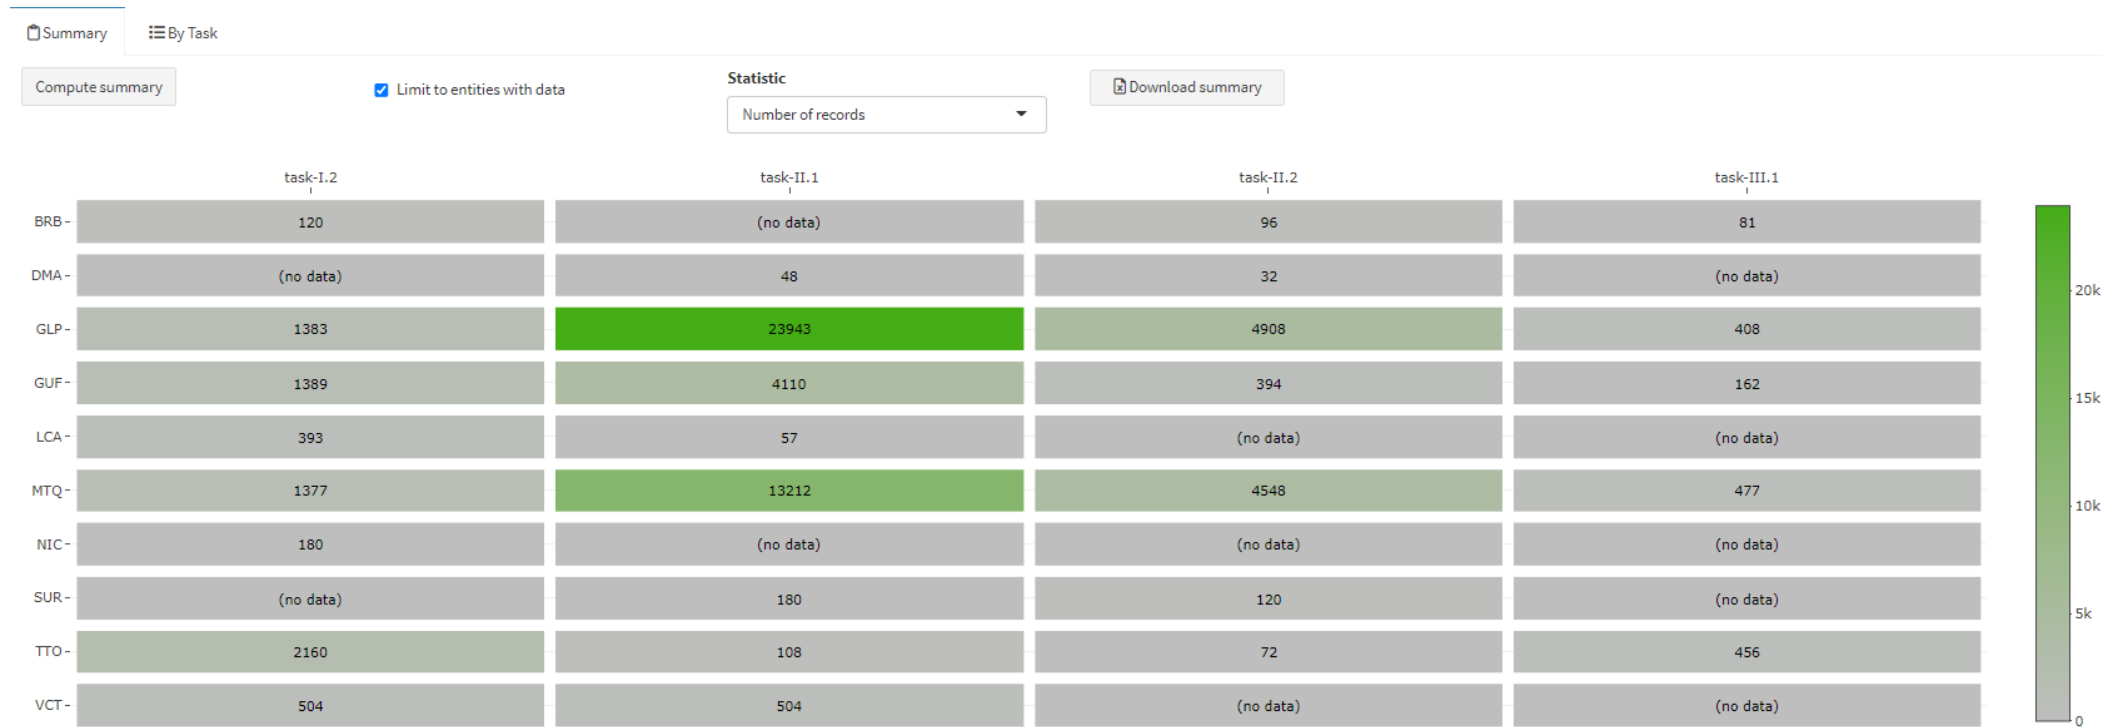 Summary By Task
Compute summary
Limit to entities with data
Statistic
Number of records
Download summary
task-I.2 task-II.1 task-II.2 task-III.1
BRB 120 (no data) 96 81
DMA (no data) 48 32 (no data)
GLP 1383 23943 4908 408
GUF 1389 4110 394 162
LCA 393 57 (no data) (no data)
MTQ 1377 13212 4548 477
NIC 180 (no data) (no data) (no data)
SUR (no data) 180 120 (no data)
TTO 2160 108 72 456
VCT 504 504 (no data) (no data)
20k
15k
10k
5k
0